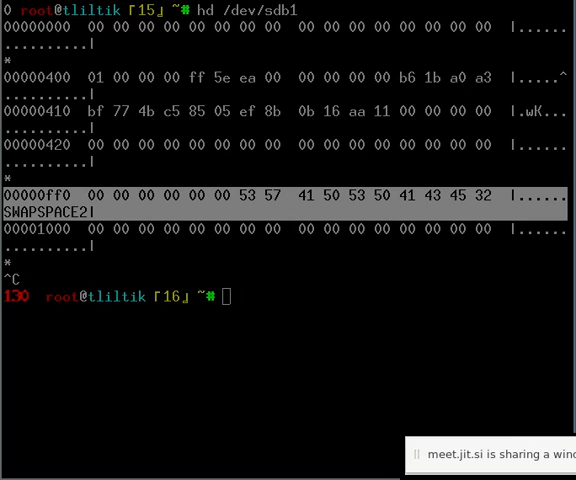 0 root@tliltik「15」~# hd /dev/sdb1
00000000  00 00 00 00 00 00 00 00  00 00 00 00 00 00 00 00  |......
..........|
*
00000400  01 00 00 00 ff 5e ea 00  00 00 00 00 b6 1b a0 a3  |.....^
..........|
00000410  bf 77 4b c5 85 05 ef 8b  0b 16 aa 11 00 00 00 00  |.wK...
..........|
00000420  00 00 00 00 00 00 00 00  00 00 00 00 00 00 00 00  |......
..........|
*
00000ff0  00 00 00 00 00 00 53 57  41 50 53 50 41 43 45 32  |......
SWAPSPACE2|
00001000  00 00 00 00 00 00 00 00  00 00 00 00 00 00 00 00  |......
..........|
*
^C
130  root@tliltik「16」~#
meet.jit.si is sharing a wind